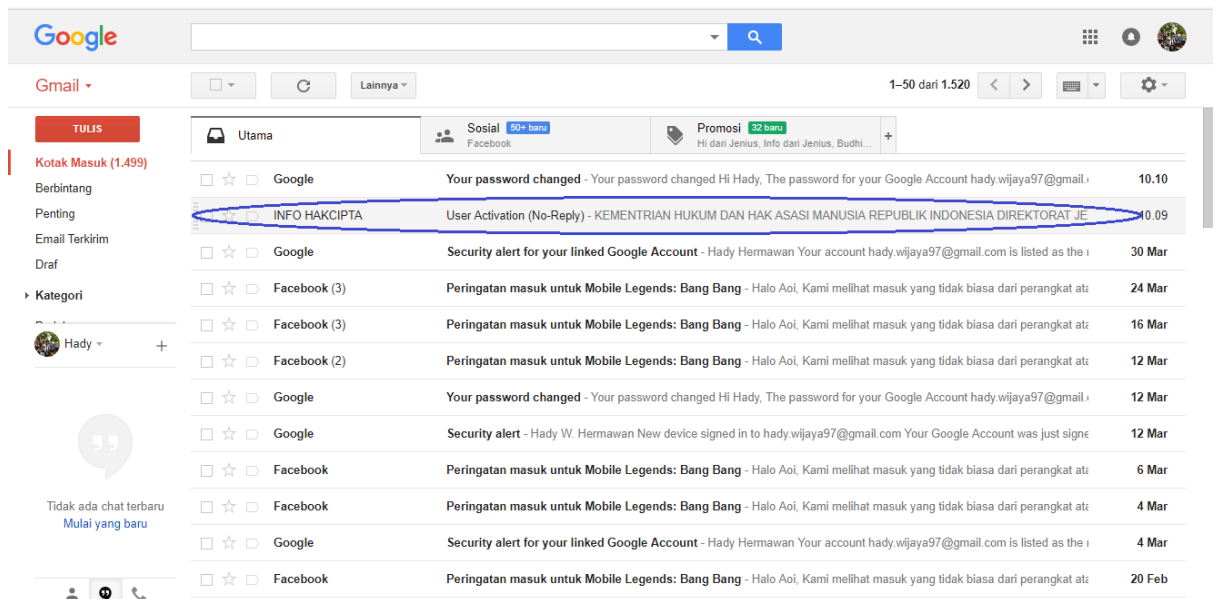 Google
Gmail
Lainnya
1–50 dari 1.520
TULIS
Utama
Sosial 50+ baru
Facebook
Promosi 32 baru
Hi dari Jenius, Info dari Jenius, Budhi...
+
Kotak Masuk (1.499)
Berbintang
Penting
Email Terkirim
Draf
Kategori
Hady
+
Tidak ada chat terbaru
Mulai yang baru
Google Your password changed - Your password changed Hi Hady, The password for your Google Account hady.wijaya97@gmail. 10.10
INFO HAKCIPTA User Activation (No-Reply) - KEMENTRIAN HUKUM DAN HAK ASASI MANUSIA REPUBLIK INDONESIA DIREKTORAT JE 10.09
Google Security alert for your linked Google Account - Hady Hermawan Your account hady.wijaya97@gmail.com is listed as the 30 Mar
Facebook (3) Peringatan masuk untuk Mobile Legends: Bang Bang - Halo Aoi, Kami melihat masuk yang tidak biasa dari perangkat ata 24 Mar
Facebook (3) Peringatan masuk untuk Mobile Legends: Bang Bang - Halo Aoi, Kami melihat masuk yang tidak biasa dari perangkat ata 16 Mar
Facebook (2) Peringatan masuk untuk Mobile Legends: Bang Bang - Halo Aoi, Kami melihat masuk yang tidak biasa dari perangkat ata 12 Mar
Google Your password changed - Your password changed Hi Hady, The password for your Google Account hady.wijaya97@gmail. 12 Mar
Google Security alert - Hady W. Hermawan New device signed in to hady.wijaya97@gmail.com Your Google Account was just signe 12 Mar
Facebook Peringatan masuk untuk Mobile Legends: Bang Bang - Halo Aoi, Kami melihat masuk yang tidak biasa dari perangkat ata 6 Mar
Facebook Peringatan masuk untuk Mobile Legends: Bang Bang - Halo Aoi, Kami melihat masuk yang tidak biasa dari perangkat ata 4 Mar
Google Security alert for your linked Google Account - Hady Hermawan Your account hady.wijaya97@gmail.com is listed as the 4 Mar
Facebook Peringatan masuk untuk Mobile Legends: Bang Bang - Halo Aoi, Kami melihat masuk yang tidak biasa dari perangkat ata 20 Feb